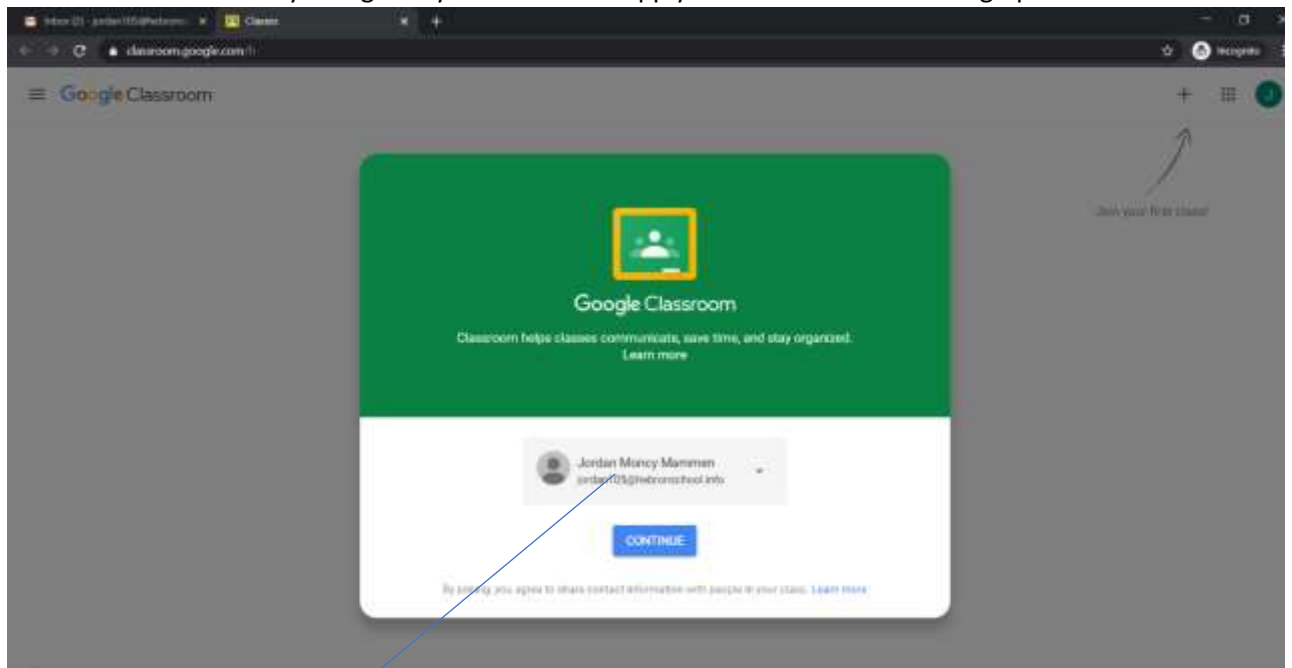 Classes
classroom.google.com/h
Incognito
Google Classroom
J
Join your first class!
Google Classroom
Classroom helps classes communicate, save time, and stay organized.
Learn more
Jordan Moncy Mammen
CONTINUE
By joining, you agree to share contact information with people in your class. Learn more